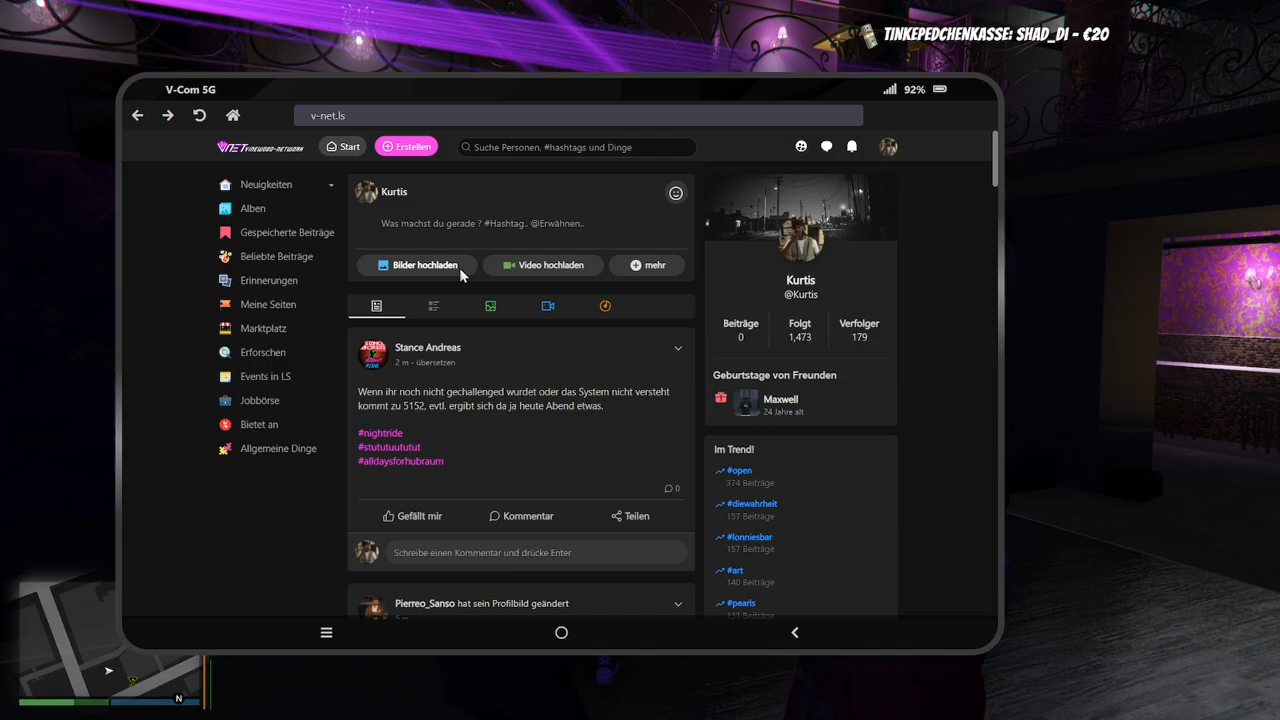 TINKEPEDCHENKASSE: SHAD_DI - €20
V-Com 5G
92%
v-net.ls
VNET VINEWOOD-NETWORK
Start
Erstellen
Suche Personen, #hashtags und Dinge
Neuigkeiten
Alben
Gespeicherte Beiträge
Beliebte Beiträge
Erinnerungen
Meine Seiten
Marktplatz
Erforschen
Events in LS
Jobbörse
Bietet an
Allgemeine Dinge
Kurtis
Was machst du gerade ? #Hashtag.. @Erwähnen..
Bilder hochladen
Video hochladen
mehr
Stance Andreas
2 m - übersetzen
Wenn ihr noch nicht gechallenged wurdet oder das System nicht versteht
kommt zu 5152, evtl. ergibt sich da ja heute Abend etwas.
#nightride
#stututuututut
#alldaysforhubraum
0
Gefällt mir
Kommentar
Teilen
Schreibe einen Kommentar und drücke Enter
Pierreo_Sanso hat sein Profilbild geändert
Kurtis
@Kurtis
Beiträge
0
Folgt
1,473
Verfolger
179
Geburtstage von Freunden
Maxwell
24 Jahre alt
Im Trend!
#open
374 Beiträge
#diewahrheit
157 Beiträge
#lonniesbar
157 Beiträge
#art
140 Beiträge
#pearls
131 Beiträge
N